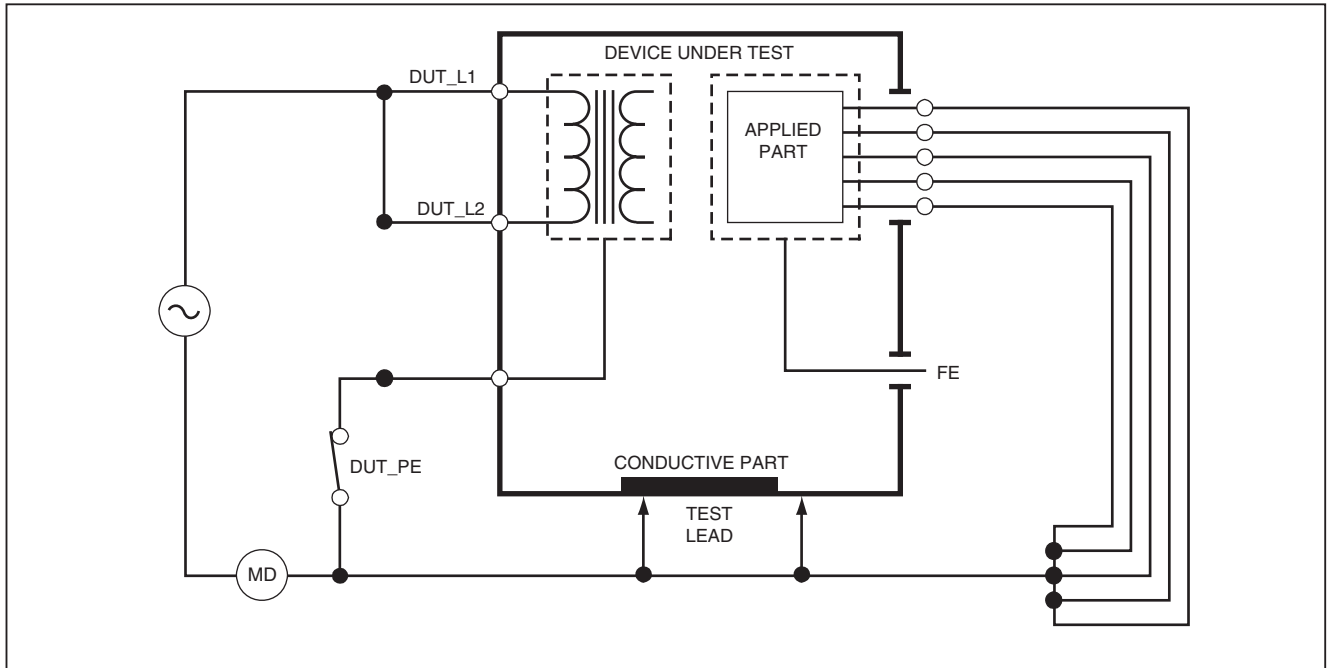 DEVICE UNDER TEST
DUT_L1
APPLIED
PART
DUT_L2
FE
DUT_PE
CONDUCTIVE PART
TEST
LEAD
MD